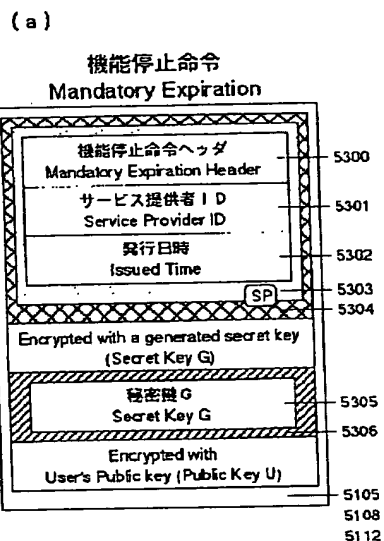 (a)
機能停止命令
Mandatory Expiration
機能停止命令ヘッダ
Mandatory Expiration Header
5300
サービス提供者ID
Service Provider ID
5301
発行日時
Issued Time
5302
5303
SP
5304
Encrypted with a generated secret key
(Secret Key G)
秘密鍵G
Secret Key G
5305
5306
Encrypted with
User's Public key (Public Key U)
5105
5108
5112